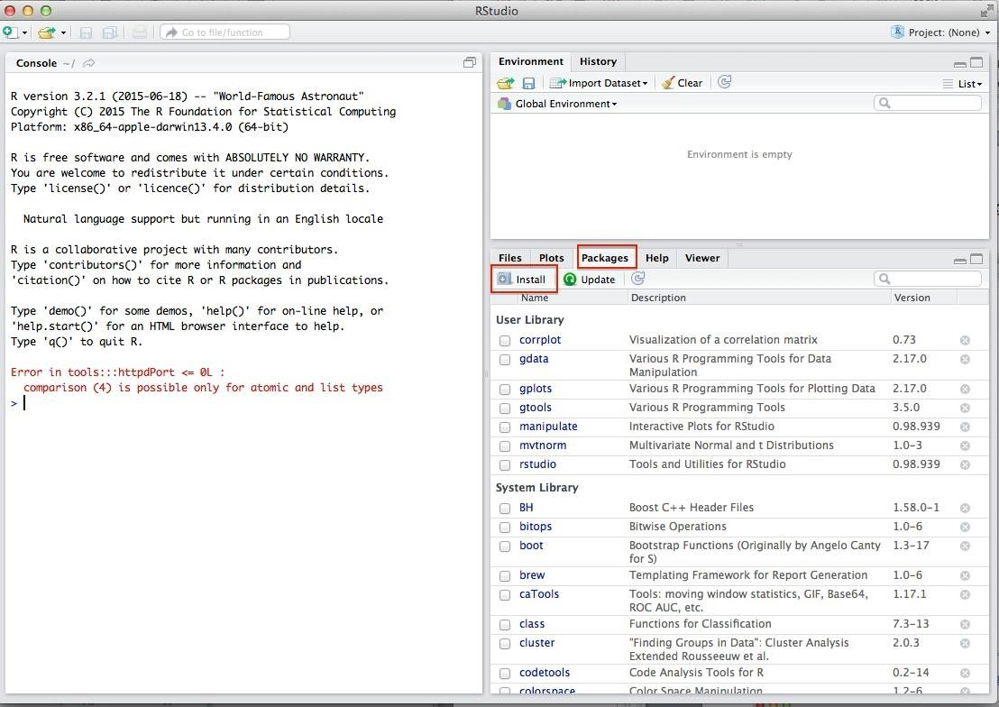 RStudio
Go to file/function
Project: (None)
Console ~/
R version 3.2.1 (2015-06-18) -- "World-Famous Astronaut"
Copyright (C) 2015 The R Foundation for Statistical Computing
Platform: x86_64-apple-darwin13.4.0 (64-bit)
R is free software and comes with ABSOLUTELY NO WARRANTY.
You are welcome to redistribute it under certain conditions.
Type 'license()' or 'licence()' for distribution details.
Natural language support but running in an English locale
R is a collaborative project with many contributors.
Type 'contributors()' for more information and
'citation()' on how to cite R or R packages in publications.
Type 'demo()' for some demos, 'help()' for on-line help, or
'help.start()' for an HTML browser interface to help.
Type 'q()' to quit R.
Error in tools:::httpdPort <= 0L :
comparison (4) is possible only for atomic and list types
>
Environment History
Import Dataset Clear List
Global Environment
Environment is empty
Files Plots Packages Help Viewer
Install Update
Name Description Version
User Library
corrplot Visualization of a correlation matrix 0.73
gdata Various R Programming Tools for Data 2.17.0
Manipulation
gplots Various R Programming Tools for Plotting Data 2.17.0
gtools Various R Programming Tools 3.5.0
manipulate Interactive Plots for RStudio 0.98.939
mvtnorm Multivariate Normal and t Distributions 1.0-3
rstudio Tools and Utilities for RStudio 0.98.939
System Library
BH Boost C++ Header Files 1.58.0-1
bitops Bitwise Operations 1.0-6
boot Bootstrap Functions (Originally by Angelo Canty 1.3-17
for S)
brew Templating Framework for Report Generation 1.0-6
caTools Tools: moving window statistics, GIF, Base64, 1.17.1
ROC AUC, etc.
class Functions for Classification 7.3-13
cluster "Finding Groups in Data": Cluster Analysis 2.0.3
Extended Rousseeuw et al.
codetools Code Analysis Tools for R 0.2-14
colorspace Color Space Manipulation 1.2-6